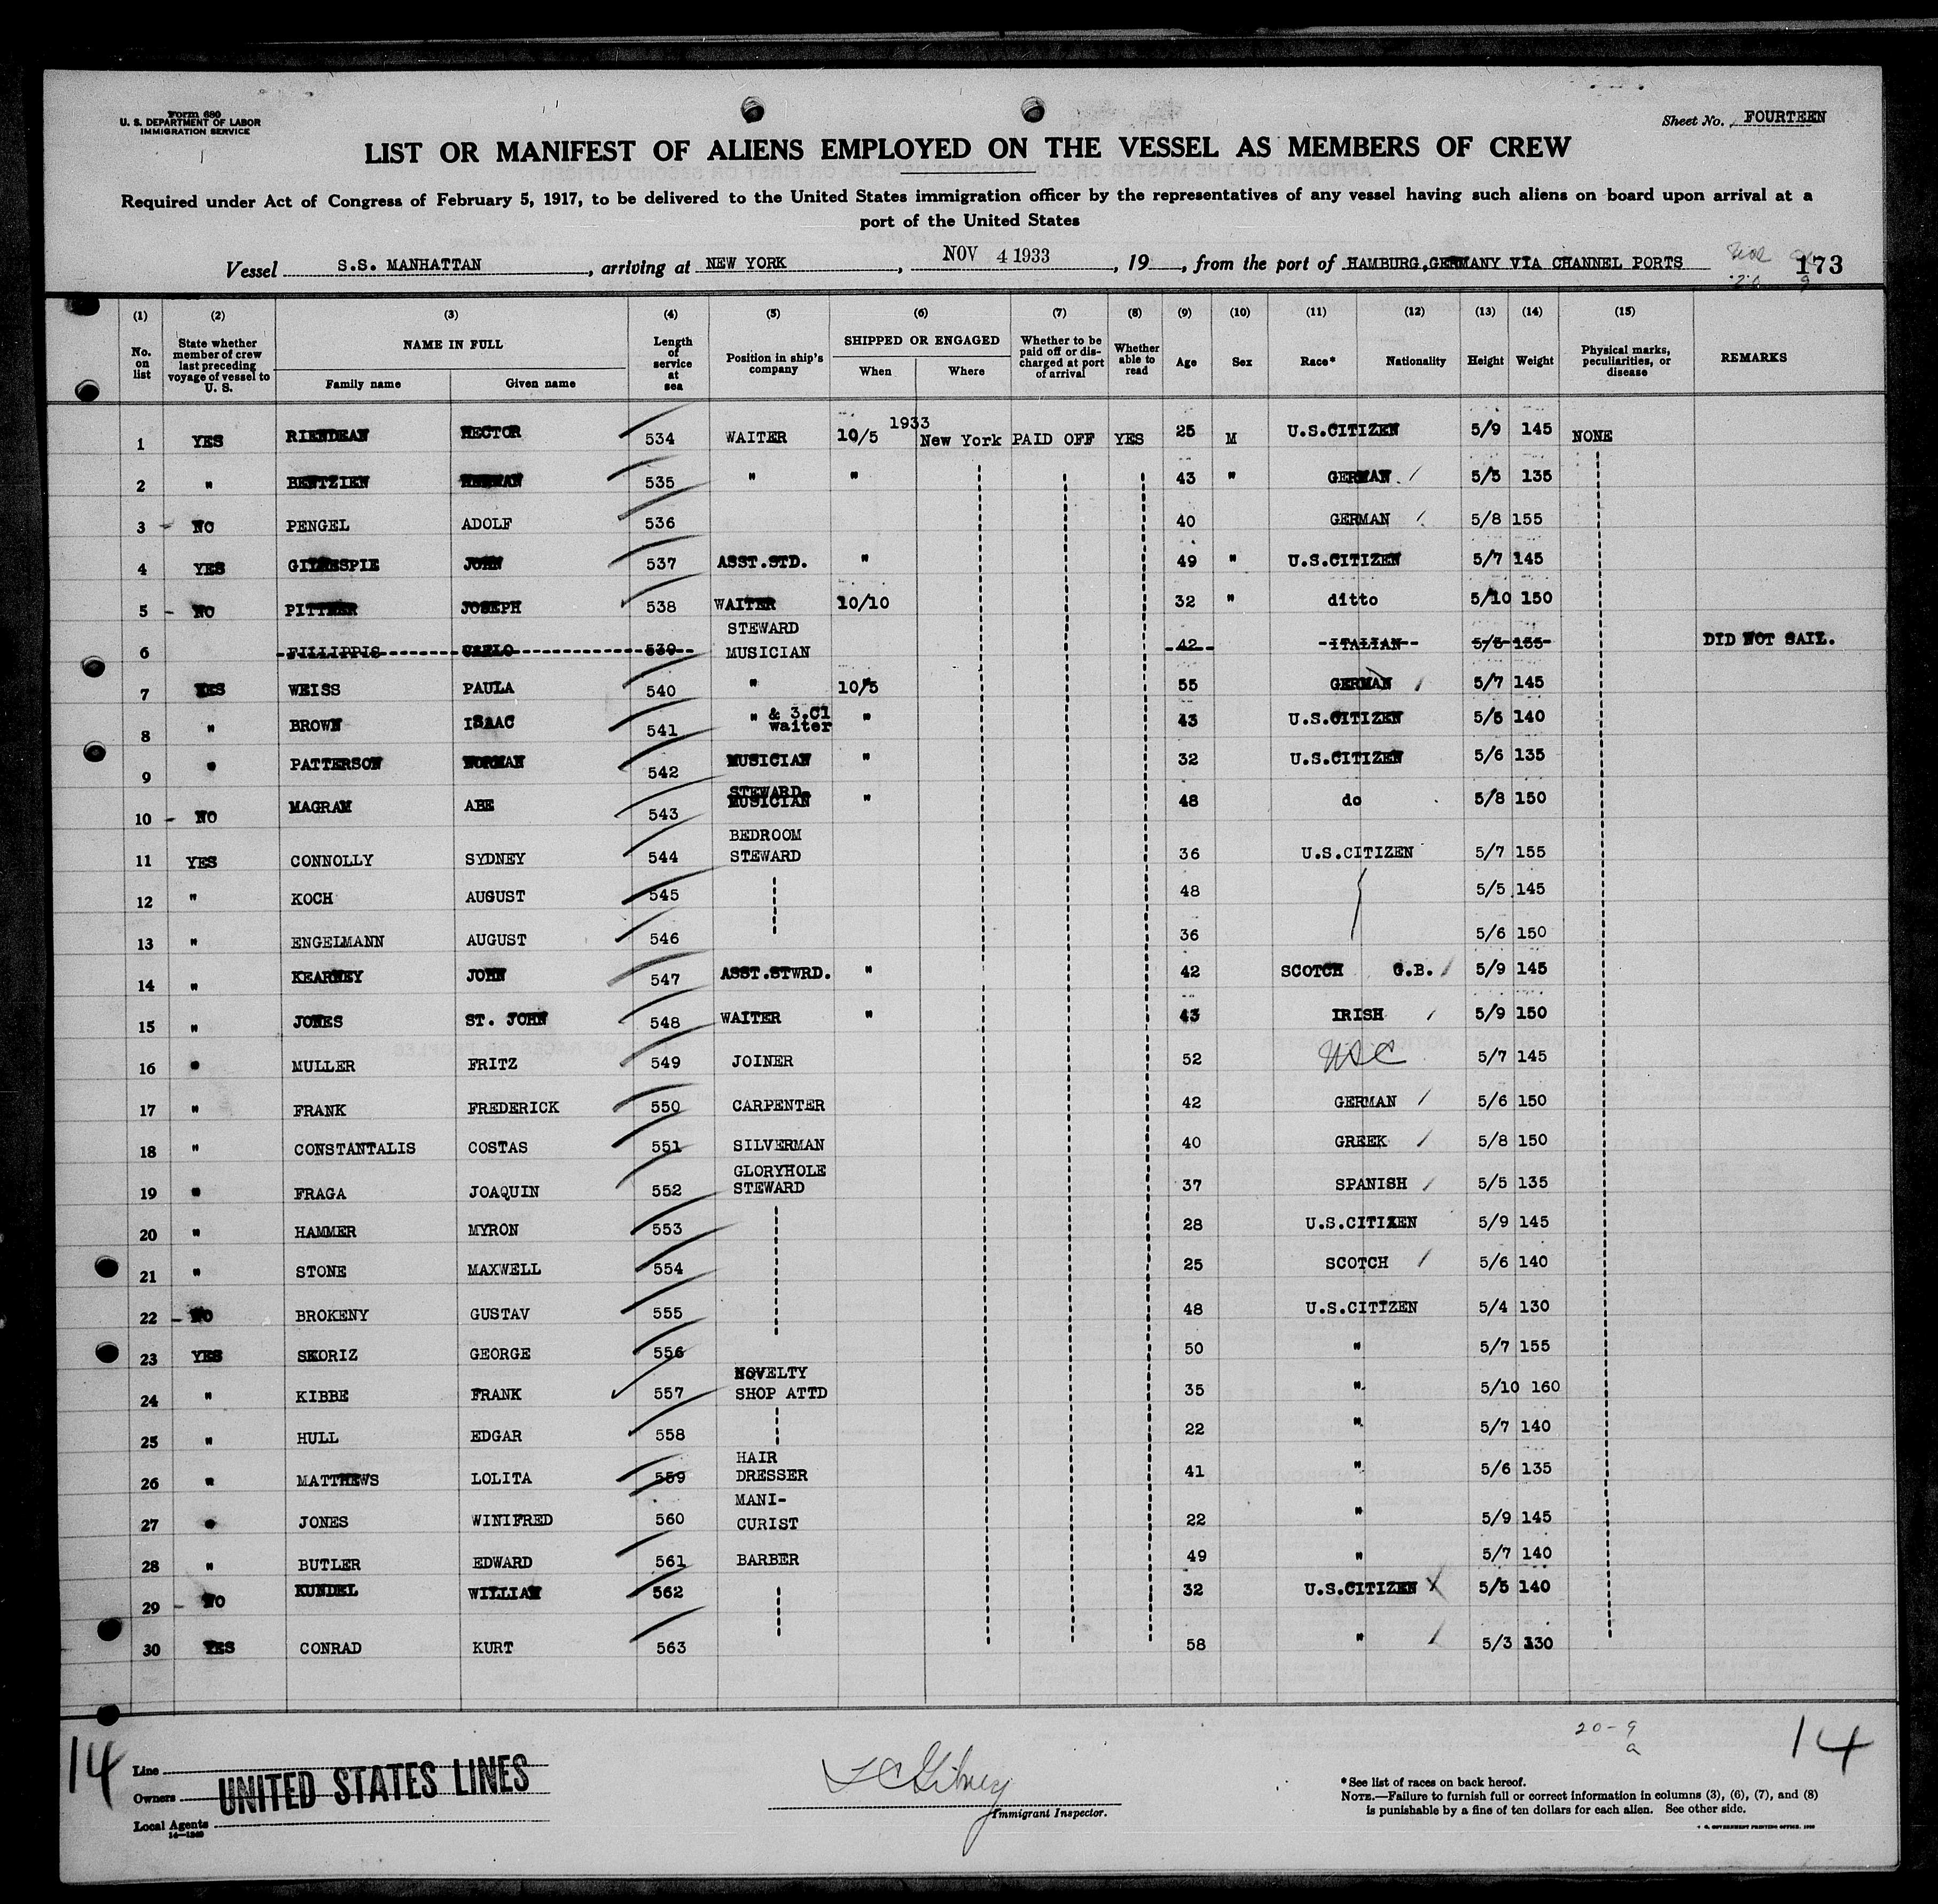 Form 680
U. S. DEPARTMENT OF LABOR
IMMIGRATION SERVICE
Sheet No. FOURTEEN
LIST OR MANIFEST OF ALIENS EMPLOYED ON THE VESSEL AS MEMBERS OF CREW
Required under Act of Congress of February 5, 1917, to be delivered to the United States immigration officer by the representatives of any vessel having such aliens on board upon arrival at a
port of the United States
Vessel S.S. MANHATTAN, arriving at NEW YORK, NOV 4 1933, 19, from the port of HAMBURG, GERMANY VIA CHANNEL PORTS 173
(1) (2) (3) (4) (5) (6) (7) (8) (9) (10) (11) (12) (13) (14) (15)
No. on list State whether member of crew last preceding voyage of vessel to U. S. NAME IN FULL Family name Given name Length of service at sea Position in ship's company SHIPPED OR ENGAGED When Where Whether to be paid off or discharged at port of arrival Whether able to read Age Sex Race* Nationality Height Weight Physical marks, peculiarities, or disease REMARKS
1 YES RIENDEAN HECTOR 534 WAITER 1933 10/5 New York PAID OFF YES 25 M U.S.CITIZEN 5/9 145 NONE
2 " BENTZIEN HERMAN 535 " " 43 " GERMAN 5/5 135
3 - NO PENGEL ADOLF 536 40 GERMAN 5/8 155
4 YES GILLESPIE JOHN 537 ASST.STD. " 49 " U.S.CITIZEN 5/7 145
5 - NO PITTNER JOSEPH 538 WAITER 10/10 32 " ditto 5/10 150
6 FILLIPPIS CARLO 539 STEWARD MUSICIAN 42 ITALIAN 5/5 155 DID NOT SAIL.
7 YES WEISS PAULA 540 " 10/5 55 GERMAN 5/7 145
8 " BROWN ISAAC 541 " & 3.Cl waiter " 43 U.S.CITIZEN 5/5 140
9 " PATTERSON NORMAN 542 MUSICIAN " 32 U.S.CITIZEN 5/6 135
10 - NO MAGRAM ABE 543 STEWARD MUSICIAN " 48 do 5/8 150
11 YES CONNOLLY SYDNEY 544 BEDROOM STEWARD 36 U.S.CITIZEN 5/7 155
12 " KOCH AUGUST 545 48 5/5 145
13 " ENGELMANN AUGUST 546 36 5/6 150
14 " KEARNEY JOHN 547 ASST.STWRD. " 42 SCOTCH G.B. 5/9 145
15 " JONES ST. JOHN 548 WAITER " 43 IRISH 5/9 150
16 " MULLER FRITZ 549 JOINER 52 USC 5/7 145
17 " FRANK FREDERICK 550 CARPENTER 42 GERMAN 5/6 150
18 " CONSTANTALIS COSTAS 551 SILVERMAN 40 GREEK 5/8 150
19 " FRAGA JOAQUIN 552 GLORYHOLE STEWARD 37 SPANISH 5/5 135
20 " HAMMER MYRON 553 28 U.S.CITIZEN 5/9 145
21 " STONE MAXWELL 554 25 SCOTCH 5/6 140
22 - NO BROKENY GUSTAV 555 48 U.S.CITIZEN 5/4 130
23 YES SKORIZ GEORGE 556 50 " 5/7 155
24 " KIBBE FRANK 557 NOVELTY SHOP ATTD 35 " 5/10 160
25 " HULL EDGAR 558 22 " 5/7 140
26 " MATTHEWS LOLITA 559 HAIR DRESSER 41 " 5/6 135
27 " JONES WINIFRED 560 MANI-CURIST 22 " 5/9 145
28 " BUTLER EDWARD 561 BARBER 49 " 5/7 140
29 - NO KUNDEL WILLIAM 562 32 U.S.CITIZEN X 5/5 140
30 YES CONRAD KURT 563 58 " 5/3 130
20-9
a
14 14
Line
Owners UNITED STATES LINES
Local Agents
14-1240
Immigrant Inspector.
*See list of races on back hereof.
NOTE.—Failure to furnish full or correct information in columns (3), (6), (7), and (8)
is punishable by a fine of ten dollars for each alien. See other side.